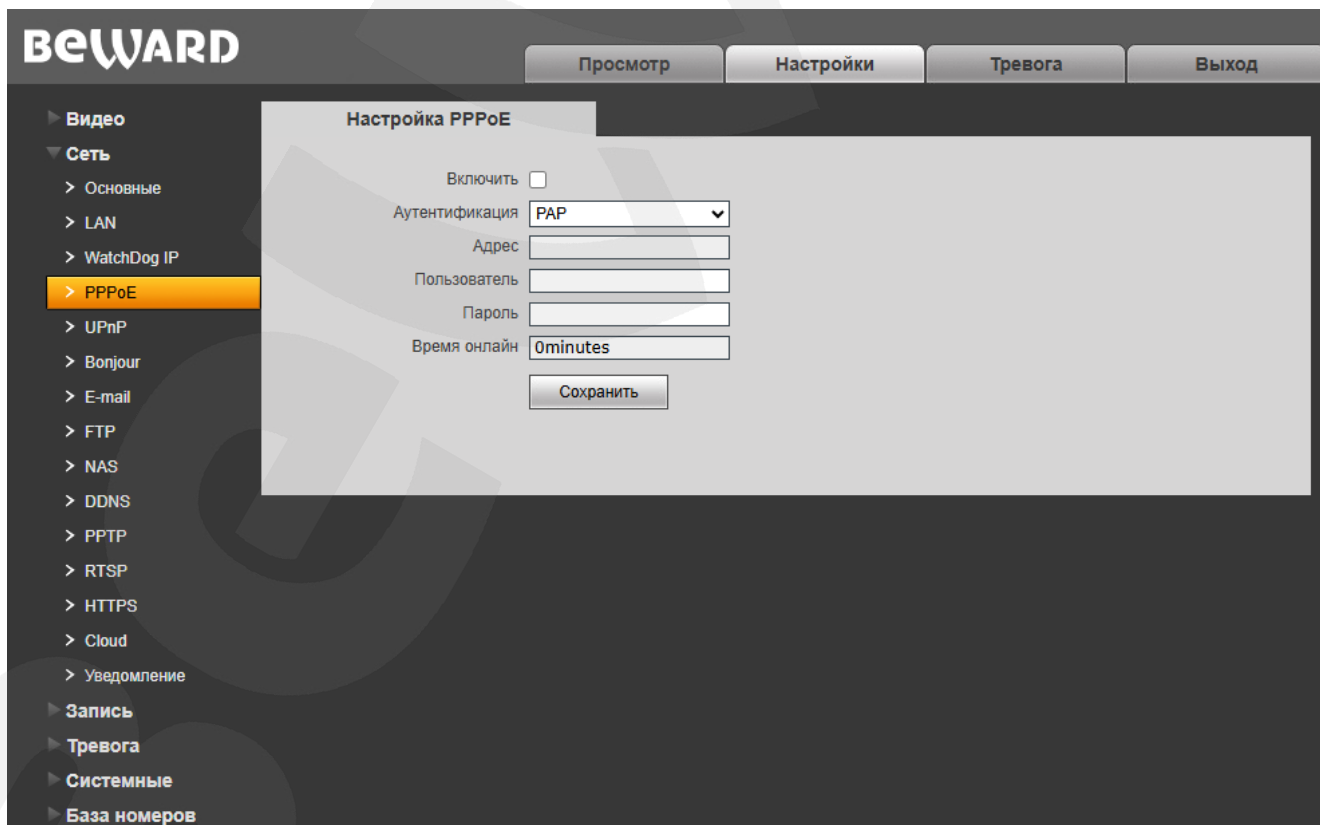 BEWARD
Просмотр
Настройки
Тревога
Выход
Видео
Сеть
> Основные
> LAN
> WatchDog IP
> PPPoE
> UPnP
> Bonjour
> E-mail
> FTP
> NAS
> DDNS
> PPTP
> RTSP
> HTTPS
> Cloud
> Уведомление
Запись
Тревога
Системные
База номеров
Настройка PPPoE
Включить
Аутентификация PAP
Адрес
Пользователь
Пароль
Время онлайн 0minutes
Сохранить